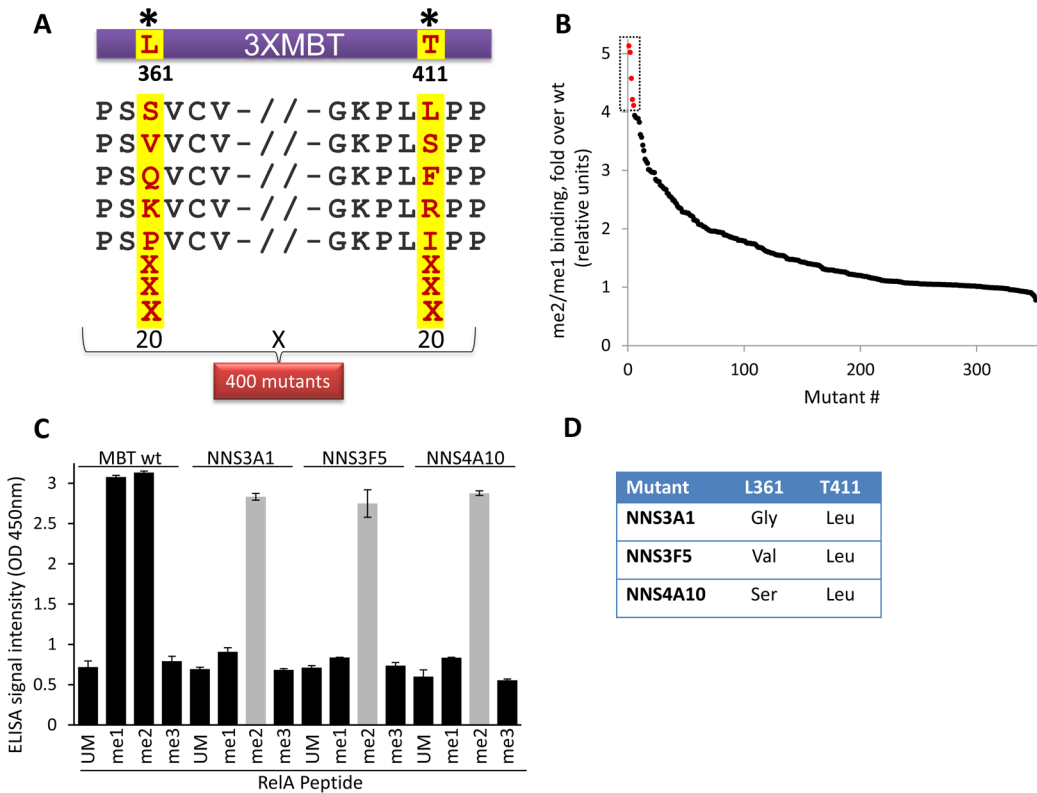 A
* *
L 3XMBT T
361 411
PSSVCV-//-GKPLLPP
PSVVCV-//-GKPLSPP
PSQVCV-//-GKPLFPP
PSKVCV-//-GKPLRPP
PSPVCV-//-GKPLIPP
X X
X X
X X
20 X 20
400 mutants
B
me2/me1 binding, fold over wt
(relative units)
5
4
3
2
1
0
0 100 200 300
Mutant #
C
MBT wt NNS3A1 NNS3F5 NNS4A10
ELISA signal intensity (OD 450nm)
3
2.5
2
1.5
1
0.5
0
UM me1 me2 me3 UM me1 me2 me3 UM me1 me2 me3 UM me1 me2 me3
RelA Peptide
D
Mutant L361 T411
NNS3A1 Gly Leu
NNS3F5 Val Leu
NNS4A10 Ser Leu